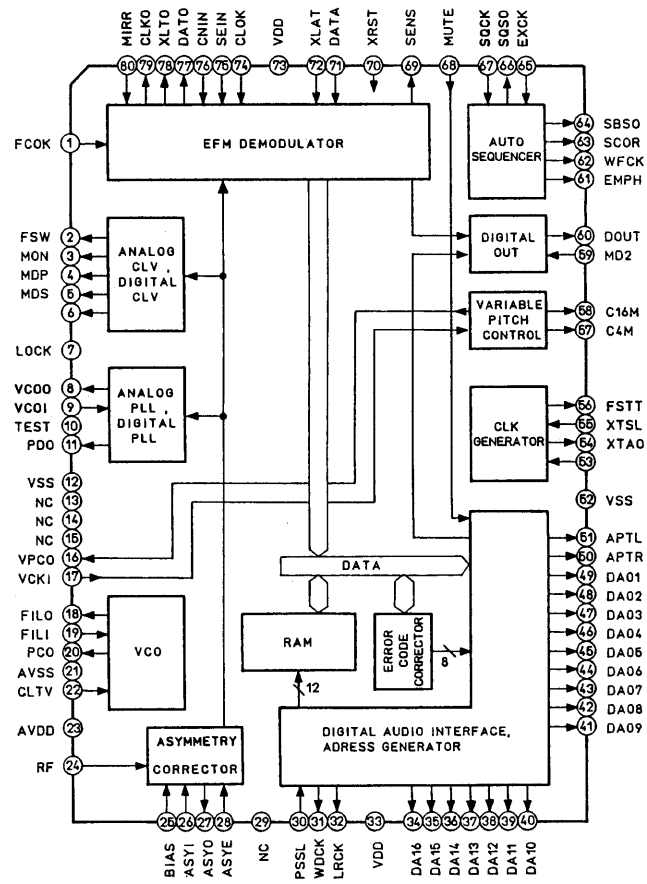 MIRR
CLKO
XLTO
DATO
CNIN
SEIN
CLOK
VDD
XLAT
DATA
XRST
SENS
MUTE
SQCK
SQSO
EXCK
80
79
78
77
76
75
74
73
72
71
70
69
68
67
66
65
EFM DEMODULATOR
AUTO
SEQUENCER
FCOK 1
64 SBSO
63 SCOR
62 WFCK
61 EMPH
FSW 2
MON 3
MDP 4
MDS 5
6
ANALOG
CLV,
DIGITAL
CLV
DIGITAL
OUT
60 DOUT
59 MD2
VARIABLE
PITCH
CONTROL
58 C16M
57 C4M
LOCK 7
VCOO 8
VCOI 9
TEST 10
PDO 11
ANALOG
PLL,
DIGITAL
PLL
CLK
GENERATOR
56 FSTT
55 XTSL
54 XTAO
53
VSS 12
NC 13
NC 14
NC 15
VPCO 16
VCKI 17
52 VSS
51 APTL
50 APTR
49 DA01
48 DA02
47 DA03
46 DA04
45 DA05
44 DA06
43 DA07
42 DA08
41 DA09
DATA
FILO 18
FILI 19
PCO 20
AVSS 21
CLTV 22
VCO
RAM
ERROR
CODE
CORRECTOR
8
12
AVDD 23
RF 24
ASYMMETRY
CORRECTOR
DIGITAL AUDIO INTERFACE,
ADRESS GENERATOR
25
26
27
28
29
30
31
32
33
34
35
36
37
38
39
40
BIAS
ASYI
ASYO
ASYE
NC
PSSL
WDCK
LRCK
VDD
DA16
DA15
DA14
DA13
DA12
DA11
DA10